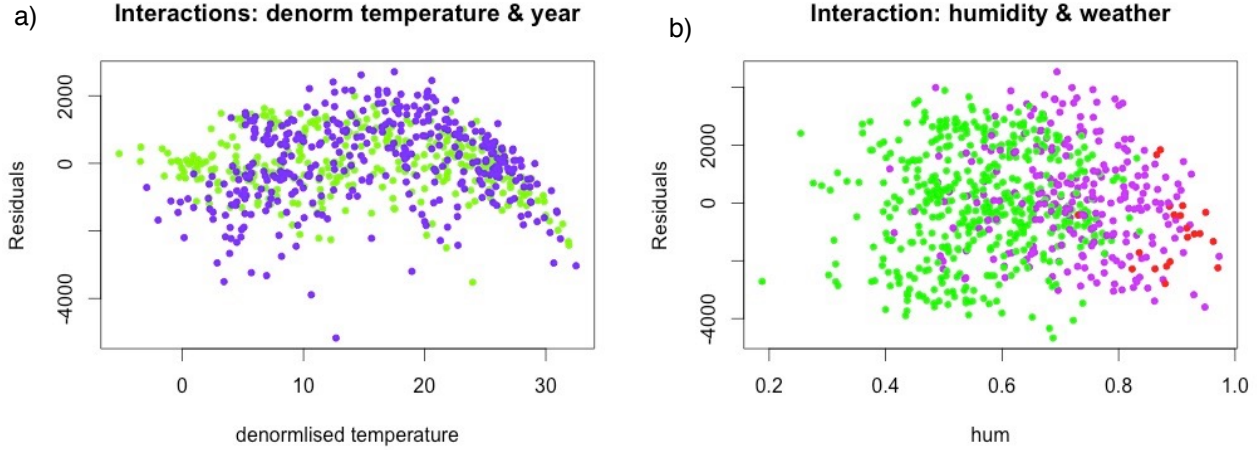 a)
Interactions: denorm temperature & year
Residuals
2000
0
-4000
0 10 20 30
denormlised temperature
b)
Interaction: humidity & weather
Residuals
2000
0
-4000
0.2 0.4 0.6 0.8 1.0
hum